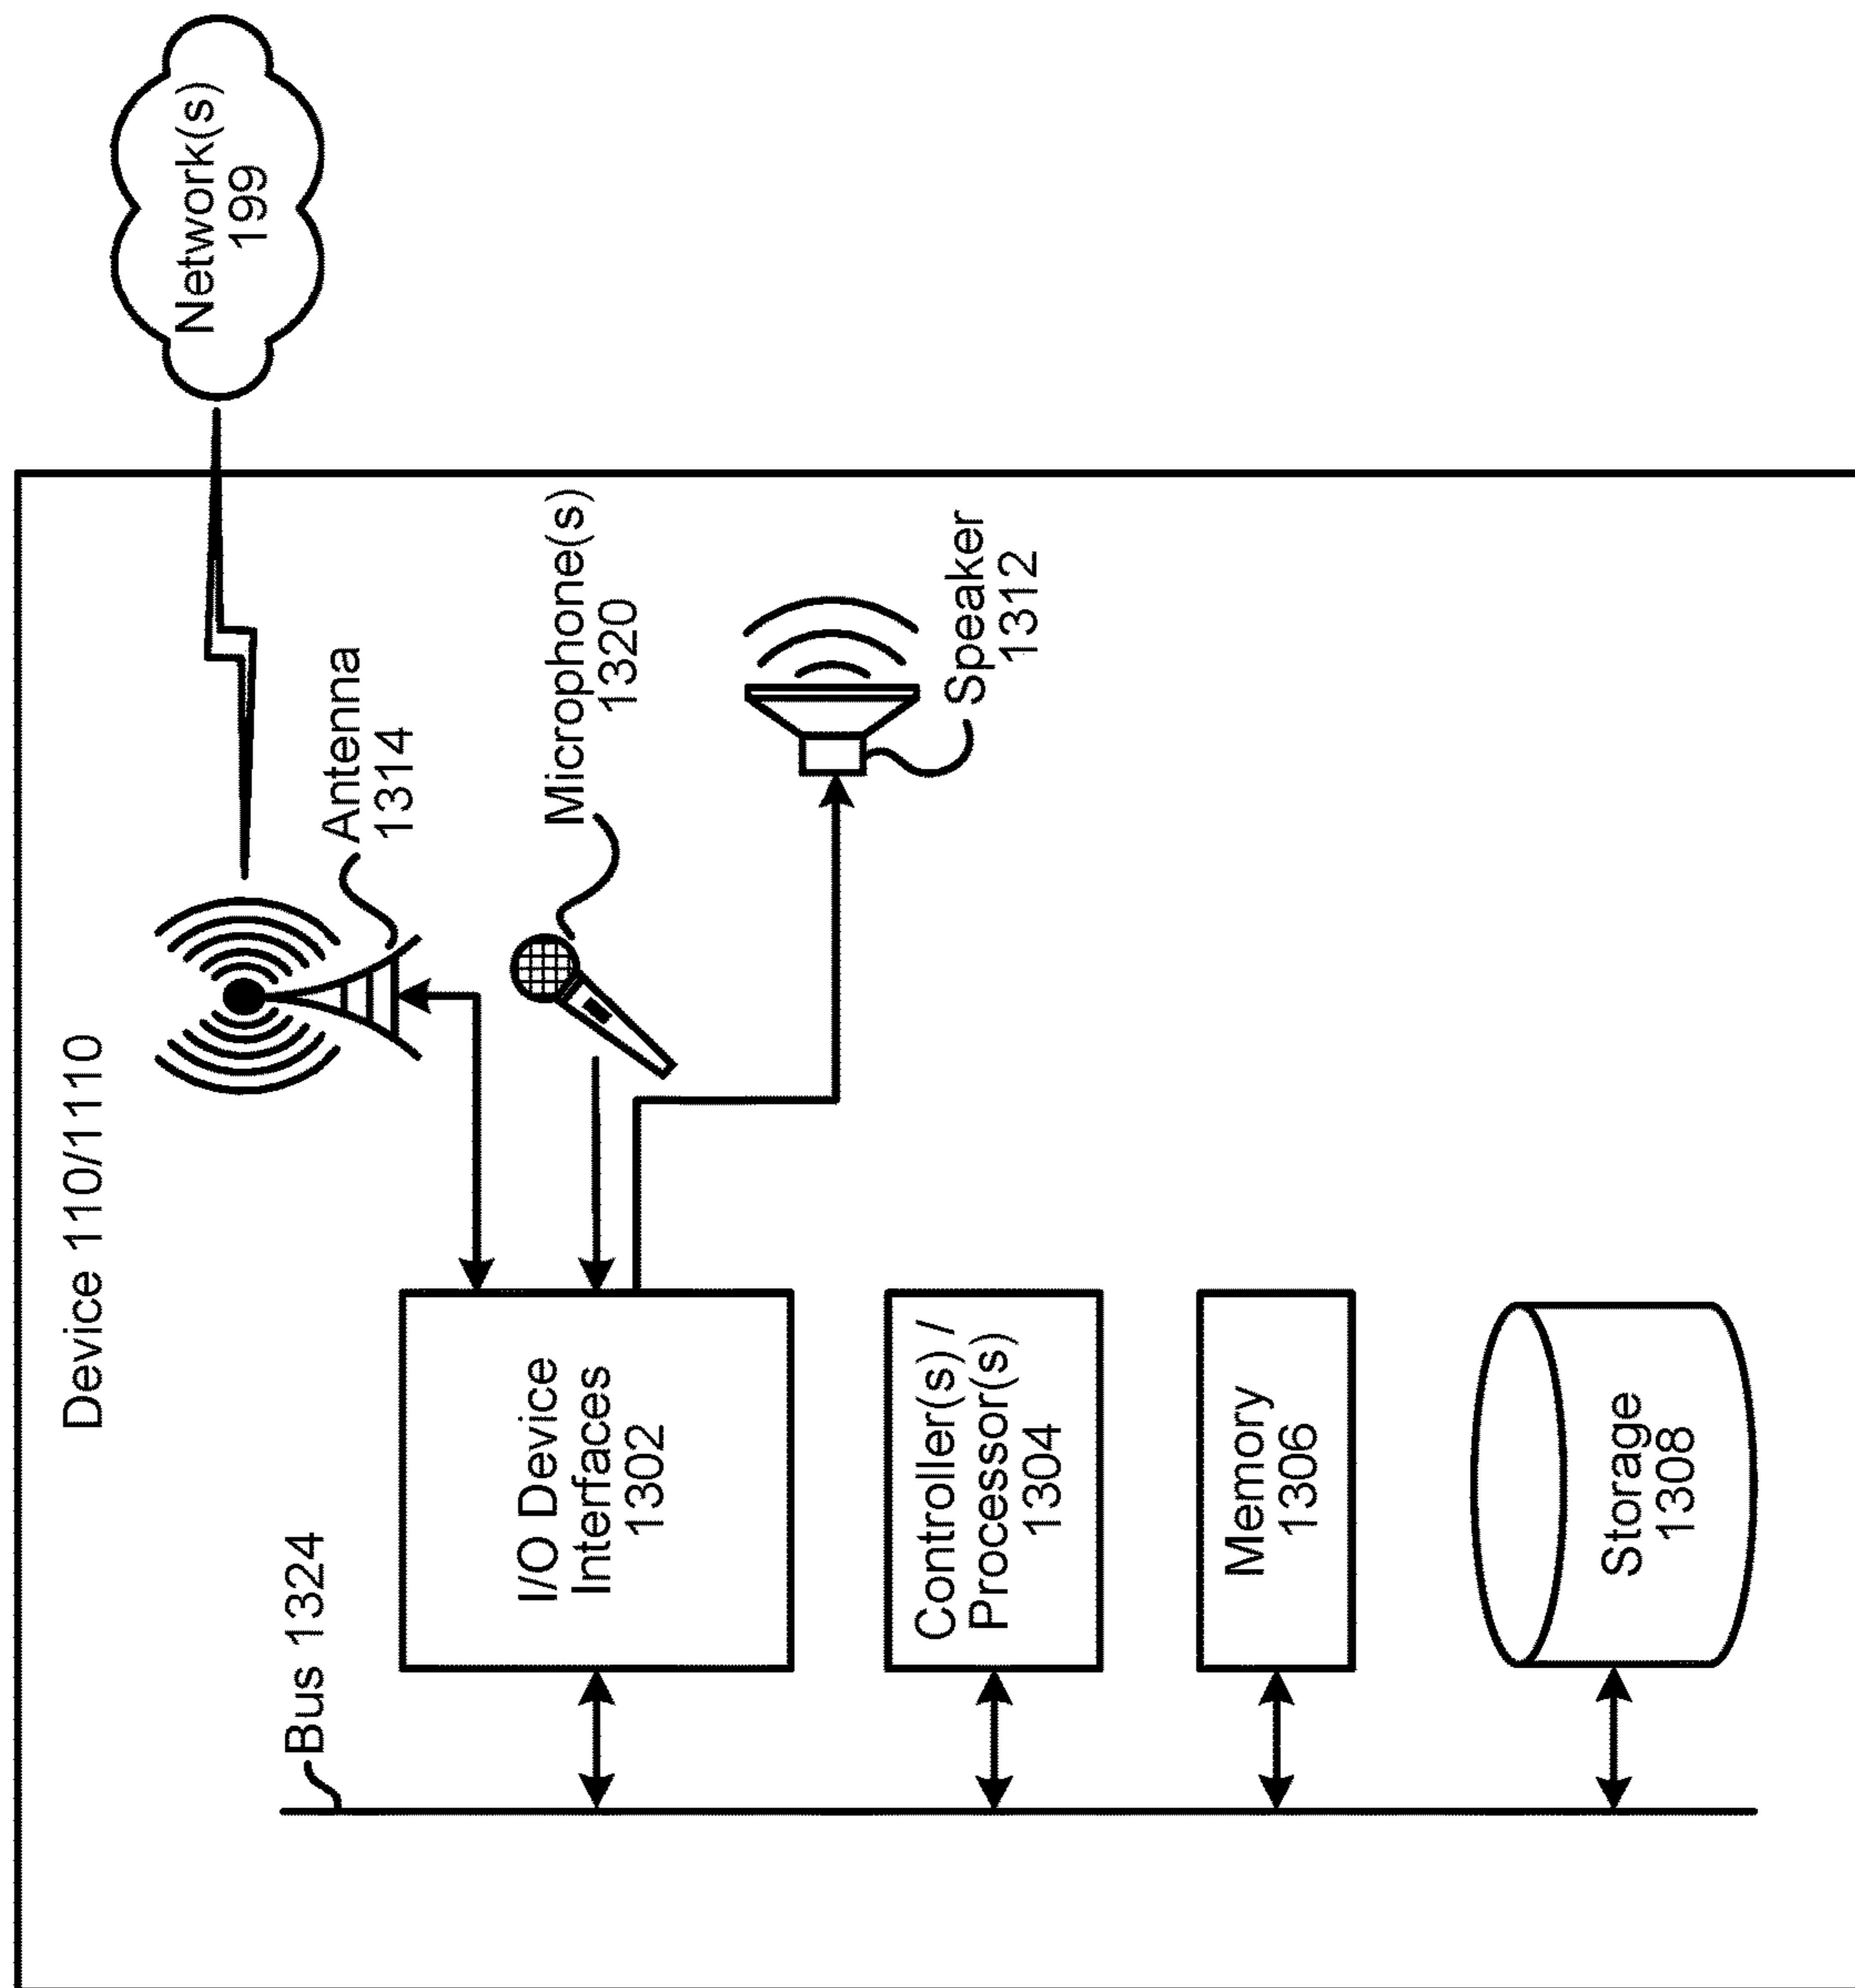 Device 110/1110
Bus 1324
I/O Device
Interfaces
1302
Controller(s) /
Processor(s)
1304
Memory
1306
Storage
1308
Antenna
1314
Microphone(s)
1320
Speaker
1312
Network(s)
199